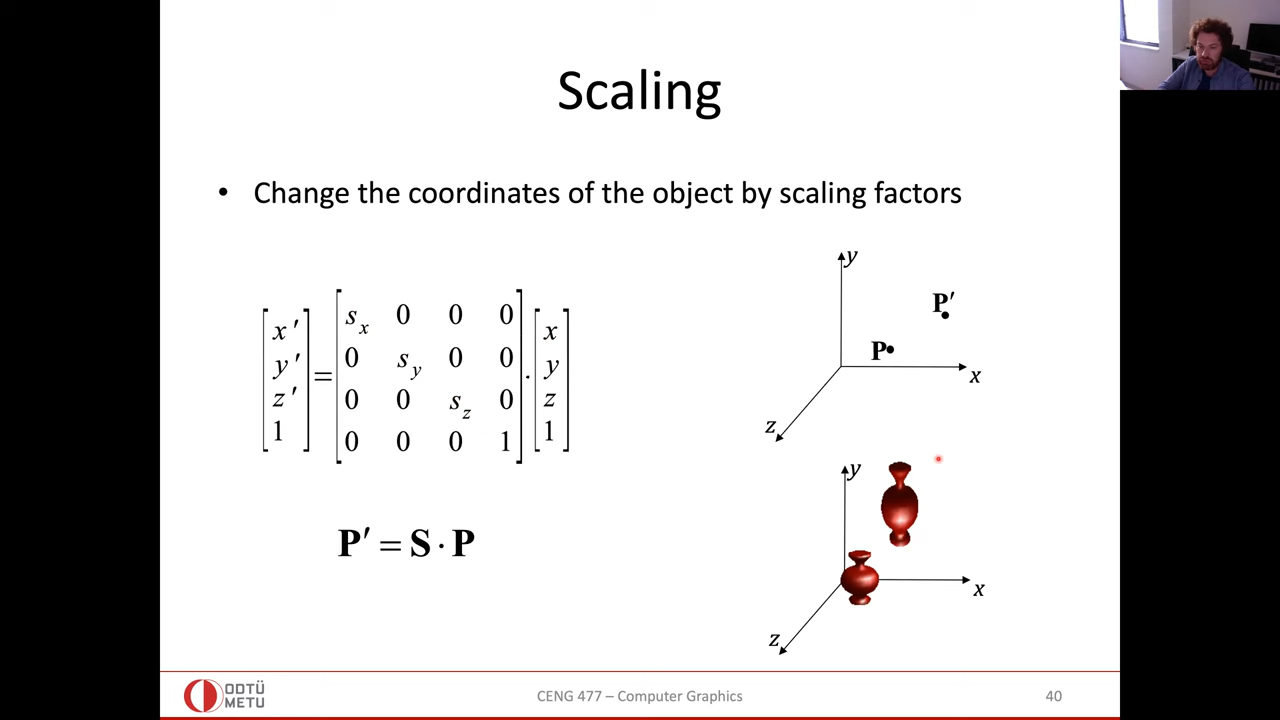 Scaling
• Change the coordinates of the object by scaling factors
[x′ y′ z′ 1] = [s_x 0 0 0; 0 s_y 0 0; 0 0 s_z 0; 0 0 0 1] · [x y z 1]
P′ = S · P
y
P′
P
x
z
y
x
z
ODTÜ
METU
CENG 477 – Computer Graphics
40